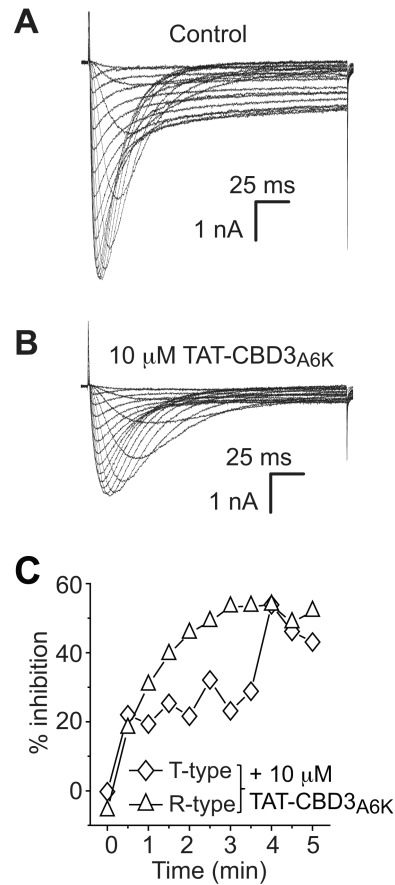 A
Control
25 ms
1 nA
B
10 μM TAT-CBD3A6K
25 ms
1 nA
C
60
40
20
0
% inhibition
T-type
R-type
+ 10 μM
TAT-CBD3A6K
0 1 2 3 4 5
Time (min)